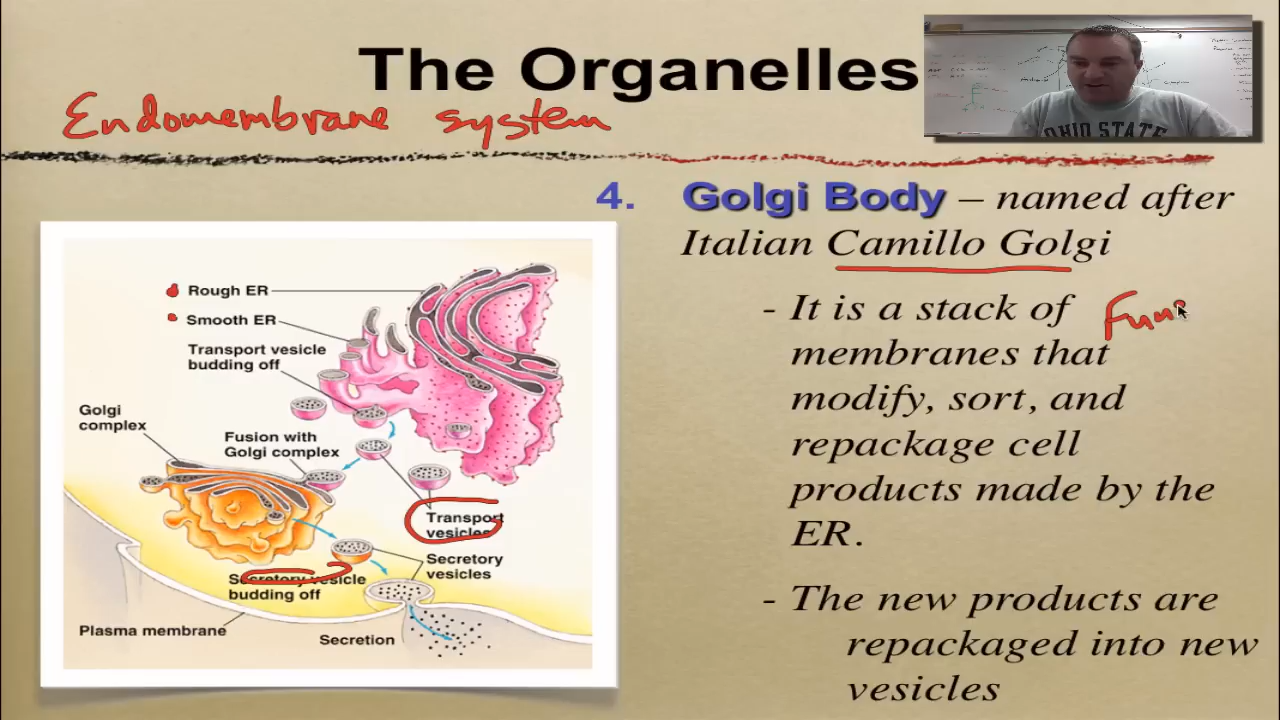 The Organelles
Endomembrane system
OHIO STATE
4. Golgi Body – named after
Italian Camillo Golgi
- It is a stack of
membranes that
modify, sort, and
repackage cell
products made by the
ER.
- The new products are
repackaged into new
vesicles
Fun
Rough ER
Smooth ER
Transport vesicle
budding off
Golgi
complex
Fusion with
Golgi complex
Transport
vesicles
Secretory
vesicles
Secretory vesicle
budding off
Plasma membrane
Secretion